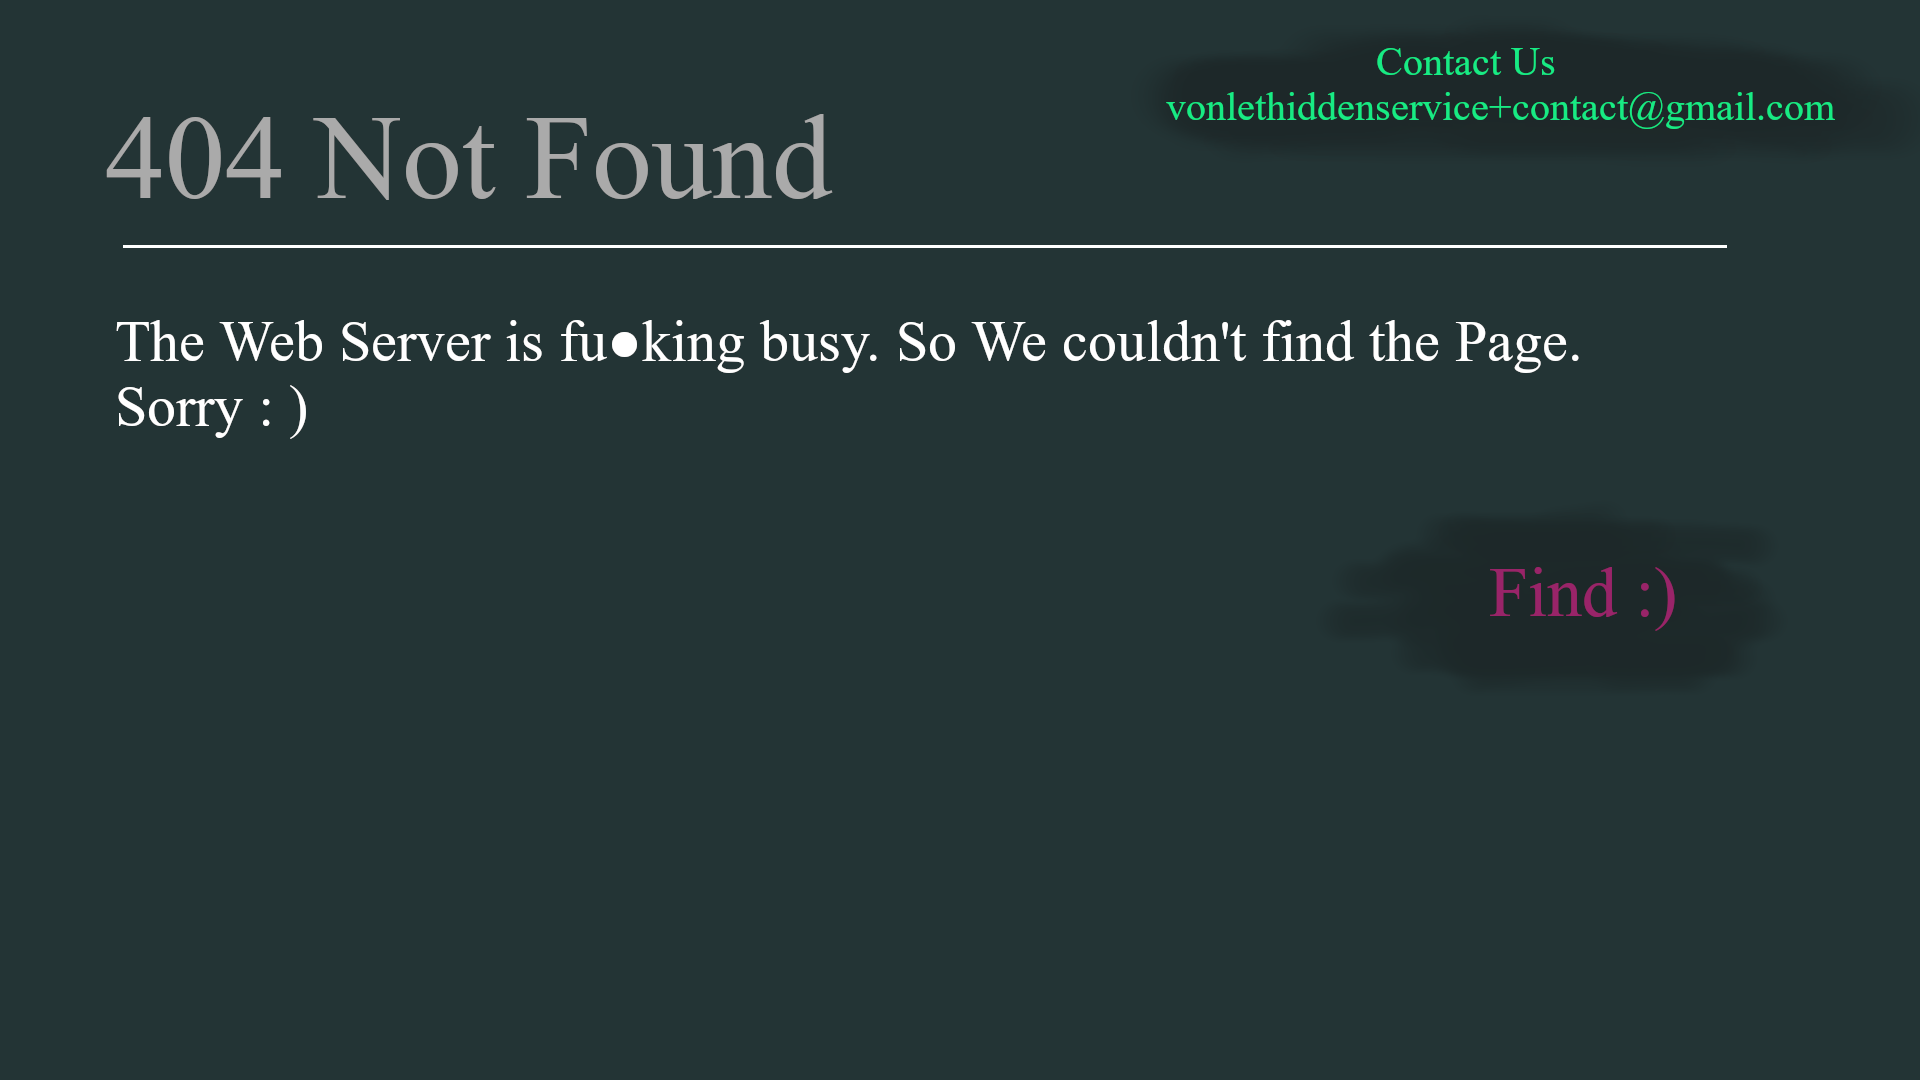 Contact Us
vonlethiddenservice+contact@gmail.com
404 Not Found
The Web Server is fu●king busy. So We couldn't find the Page.
Sorry : )
Find :)